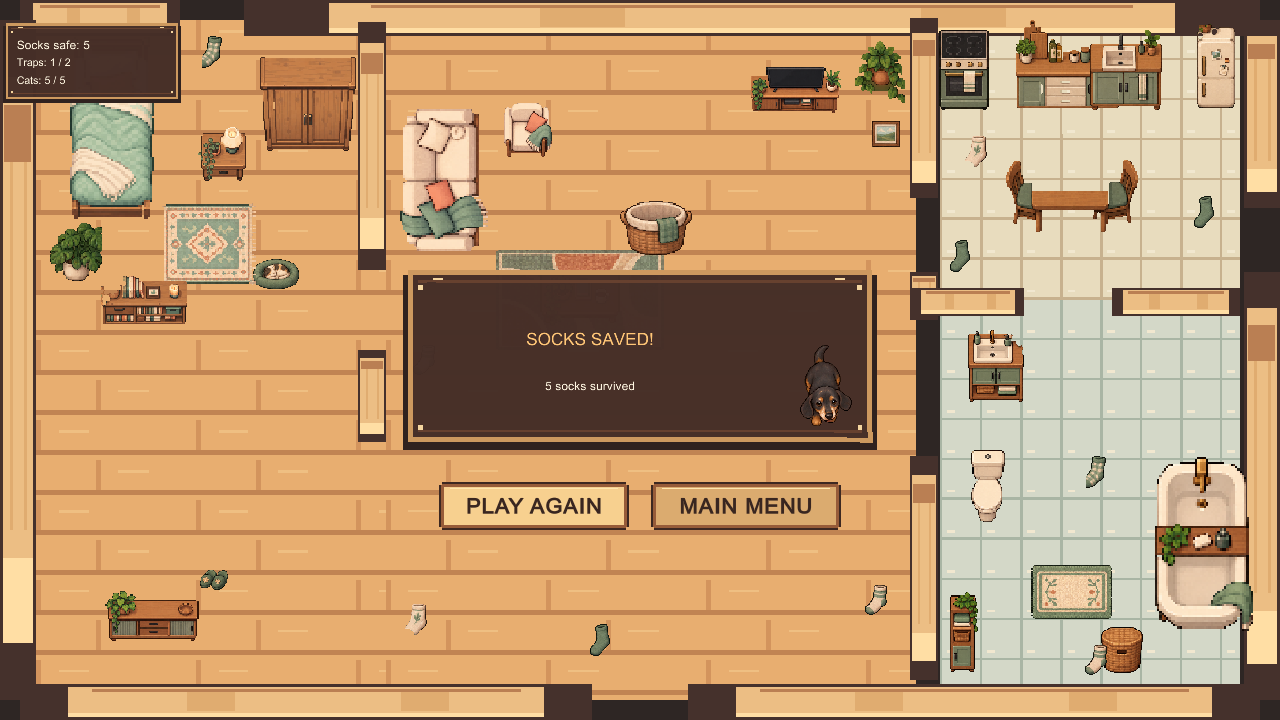 Socks safe: 5
Traps: 1 / 2
Cats: 5 / 5
SOCKS SAVED!
5 socks survived
PLAY AGAIN
MAIN MENU